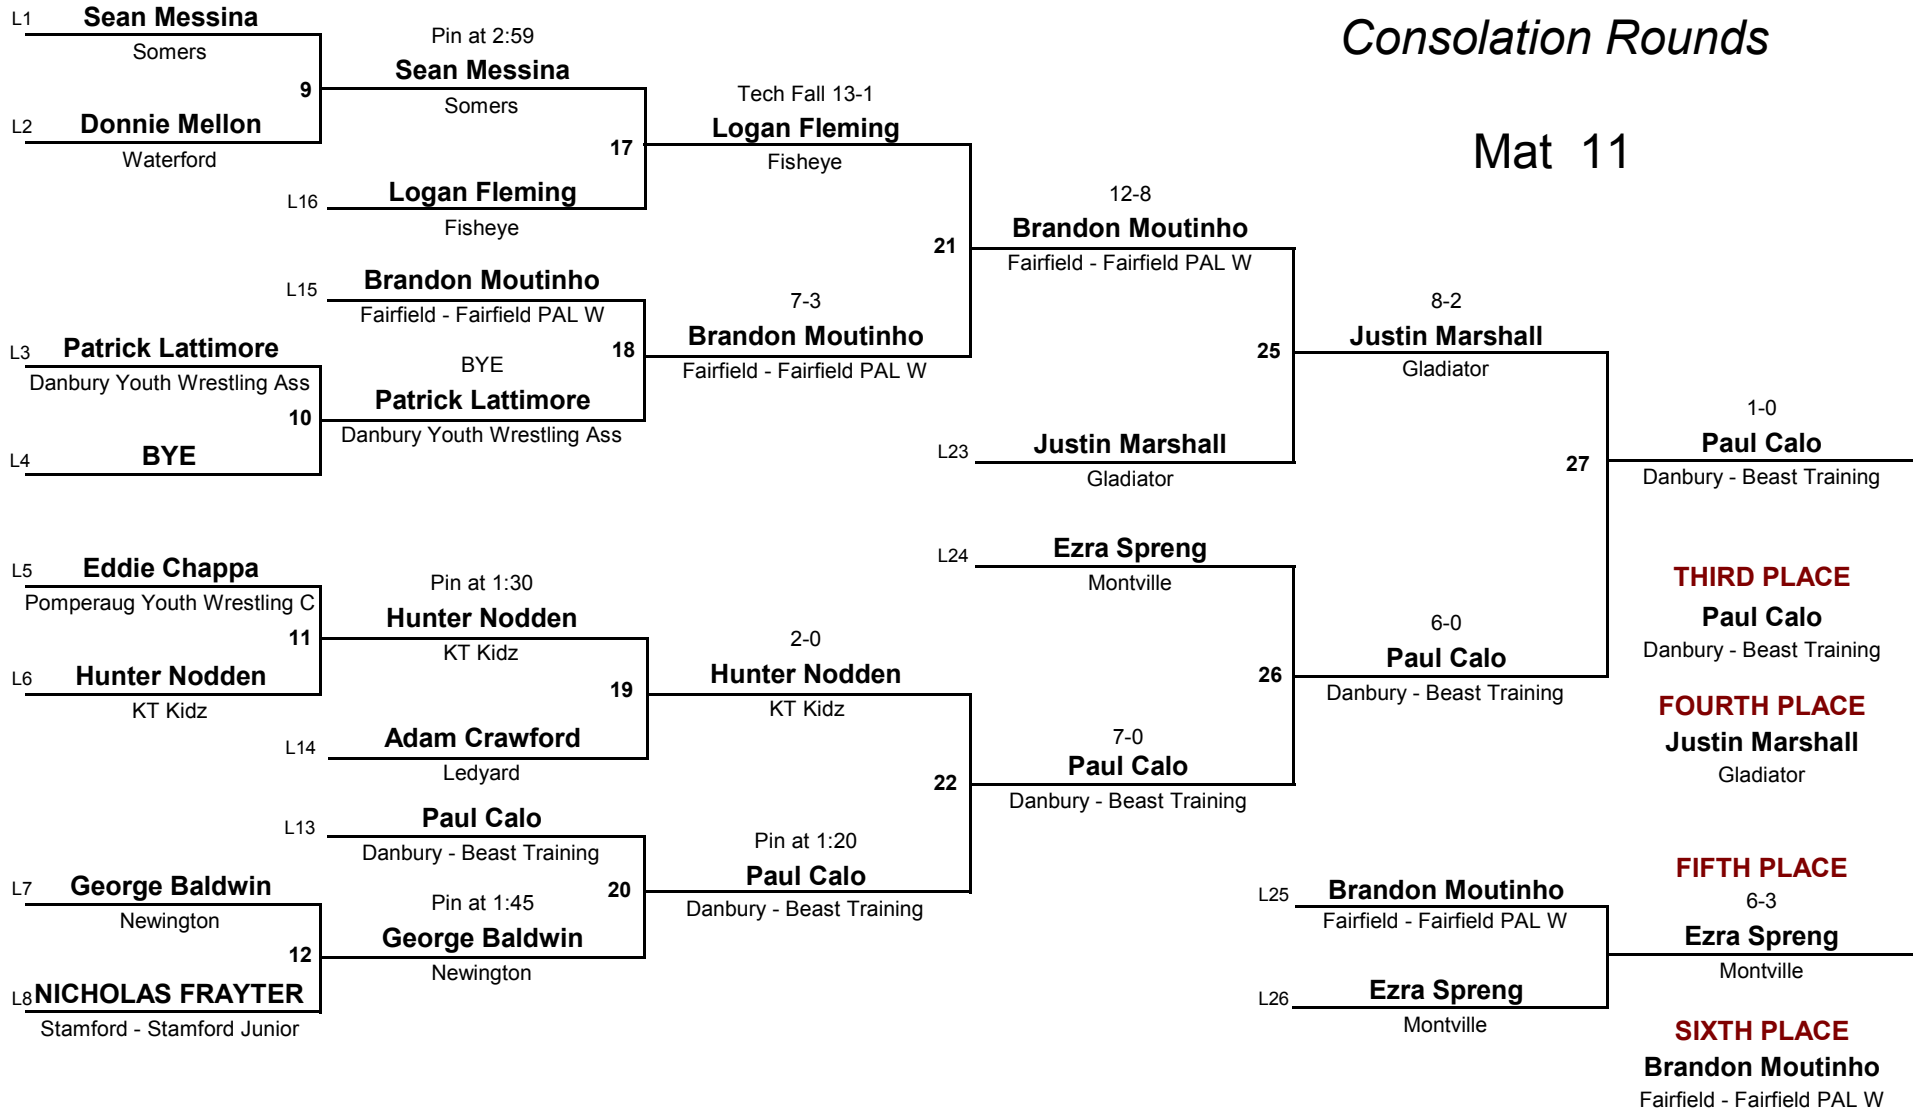 Consolation Rounds
Mat 11
L1 Sean Messina
Somers
9
L2 Donnie Mellon
Waterford
Pin at 2:59
Sean Messina
Somers
17
L16 Logan Fleming
Fisheye
Tech Fall 13-1
Logan Fleming
Fisheye
21
L15 Brandon Moutinho
Fairfield - Fairfield PAL W
L3 Patrick Lattimore
Danbury Youth Wrestling Ass
10
L4 BYE
18
BYE
Patrick Lattimore
Danbury Youth Wrestling Ass
7-3
Brandon Moutinho
Fairfield - Fairfield PAL W
12-8
Brandon Moutinho
Fairfield - Fairfield PAL W
25
L23 Justin Marshall
Gladiator
8-2
Justin Marshall
Gladiator
27
1-0
Paul Calo
Danbury - Beast Training
L5 Eddie Chappa
Pomperaug Youth Wrestling C
11
L6 Hunter Nodden
KT Kidz
Pin at 1:30
Hunter Nodden
KT Kidz
19
L14 Adam Crawford
Ledyard
2-0
Hunter Nodden
KT Kidz
22
L13 Paul Calo
Danbury - Beast Training
L7 George Baldwin
Newington
12
L8 NICHOLAS FRAYTER
Stamford - Stamford Junior
20
Pin at 1:45
George Baldwin
Newington
Pin at 1:20
Paul Calo
Danbury - Beast Training
L24 Ezra Spreng
Montville
26
7-0
Paul Calo
Danbury - Beast Training
6-0
Paul Calo
Danbury - Beast Training
THIRD PLACE
Paul Calo
Danbury - Beast Training
FOURTH PLACE
Justin Marshall
Gladiator
L25 Brandon Moutinho
Fairfield - Fairfield PAL W
L26 Ezra Spreng
Montville
FIFTH PLACE
6-3
Ezra Spreng
Montville
SIXTH PLACE
Brandon Moutinho
Fairfield - Fairfield PAL W